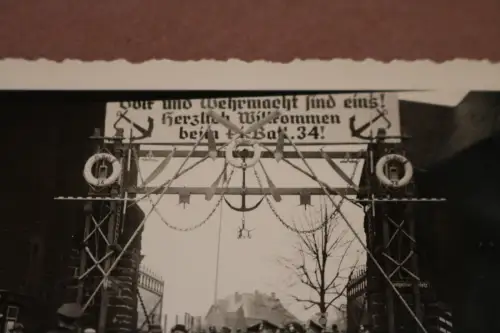 Volk und Wehrmacht sind eins!
Herzlich Willkommen
beim Batl. 34!